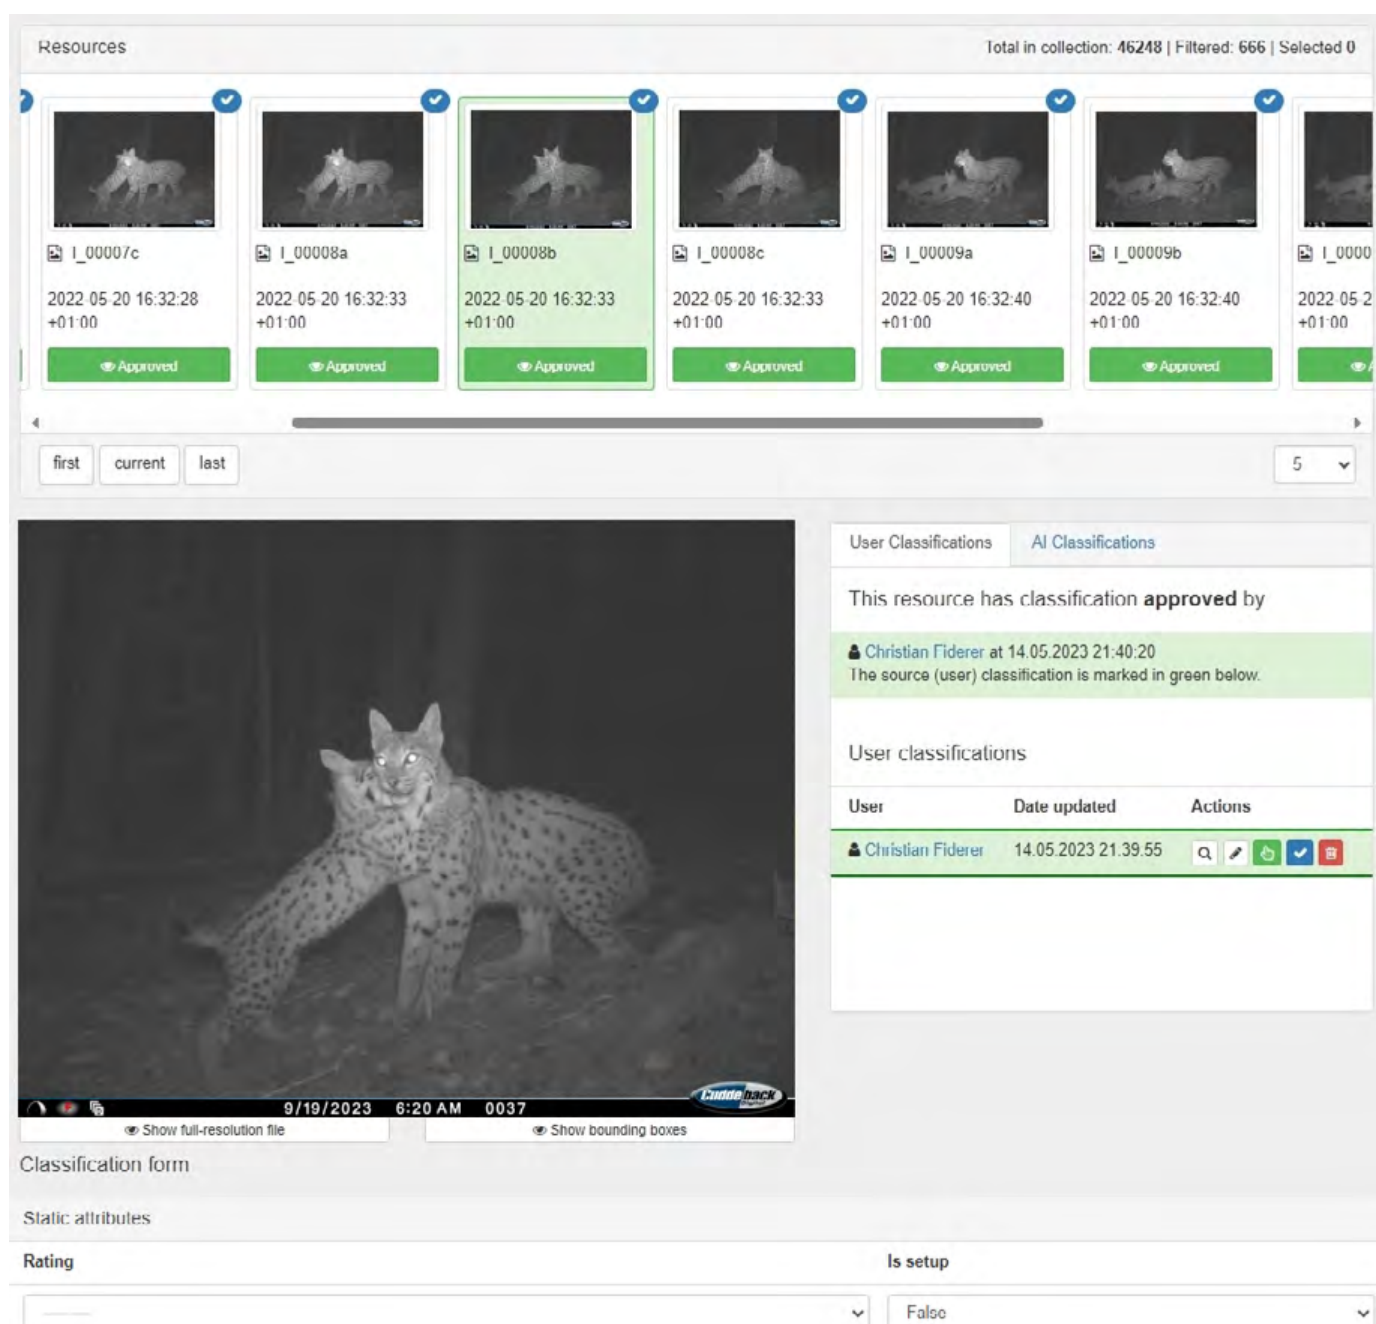 Resources
Total in collection: 46248 | Filtered: 666 | Selected 0
I_00007c
I_00008a
I_00008b
I_00008c
I_00009a
I_00009b
I_0000
2022-05-20 16:32:28
+01:00
2022-05-20 16:32:33
+01:00
2022-05-20 16:32:33
+01:00
2022-05-20 16:32:33
+01:00
2022-05-20 16:32:40
+01:00
2022-05-20 16:32:40
+01:00
2022-05-2
+01:00
Approved
Approved
Approved
Approved
Approved
Approved
first
current
last
5
User Classifications
AI Classifications
This resource has classification approved by
Christian Fiderer at 14.05.2023 21:40:20
The source (user) classification is marked in green below.
User classifications
User
Date updated
Actions
Christian Fiderer
14.05.2023 21:39:55
9/19/2023 6:20 AM 0037
Cuddeback
Show full-resolution file
Show bounding boxes
Classification form
Static attributes
Rating
Is setup
False